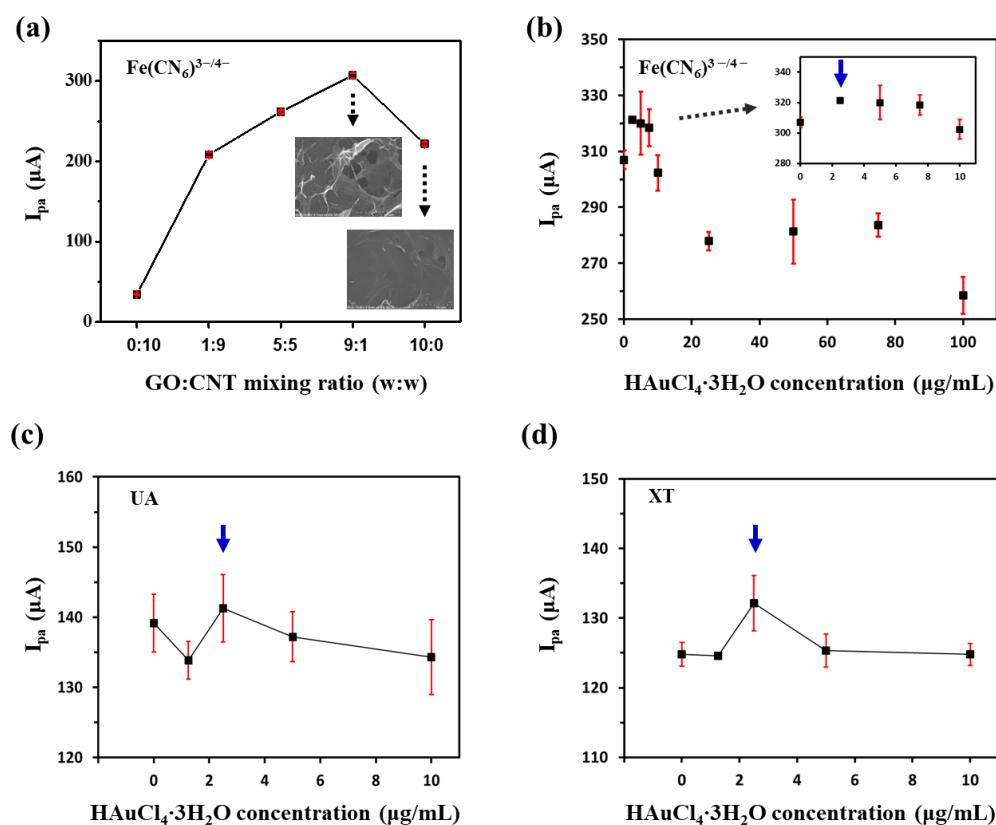 (a)
Fe(CN₆)³⁻/⁴⁻
Iₚₐ (µA)
300
200
100
0
0:10 1:9 5:5 9:1 10:0
GO:CNT mixing ratio (w:w)
(b)
Fe(CN₆)³⁻/⁴⁻
Iₚₐ (µA)
350
330
310
290
270
250
0 20 40 60 80 100
HAuCl₄·3H₂O concentration (µg/mL)
340
320
300
280
0 2 4 6 8 10
(c)
UA
Iₚₐ (µA)
160
150
140
130
120
0 2 4 6 8 10
HAuCl₄·3H₂O concentration (µg/mL)
(d)
XT
Iₚₐ (µA)
150
140
130
120
110
0 2 4 6 8 10
HAuCl₄·3H₂O concentration (µg/mL)